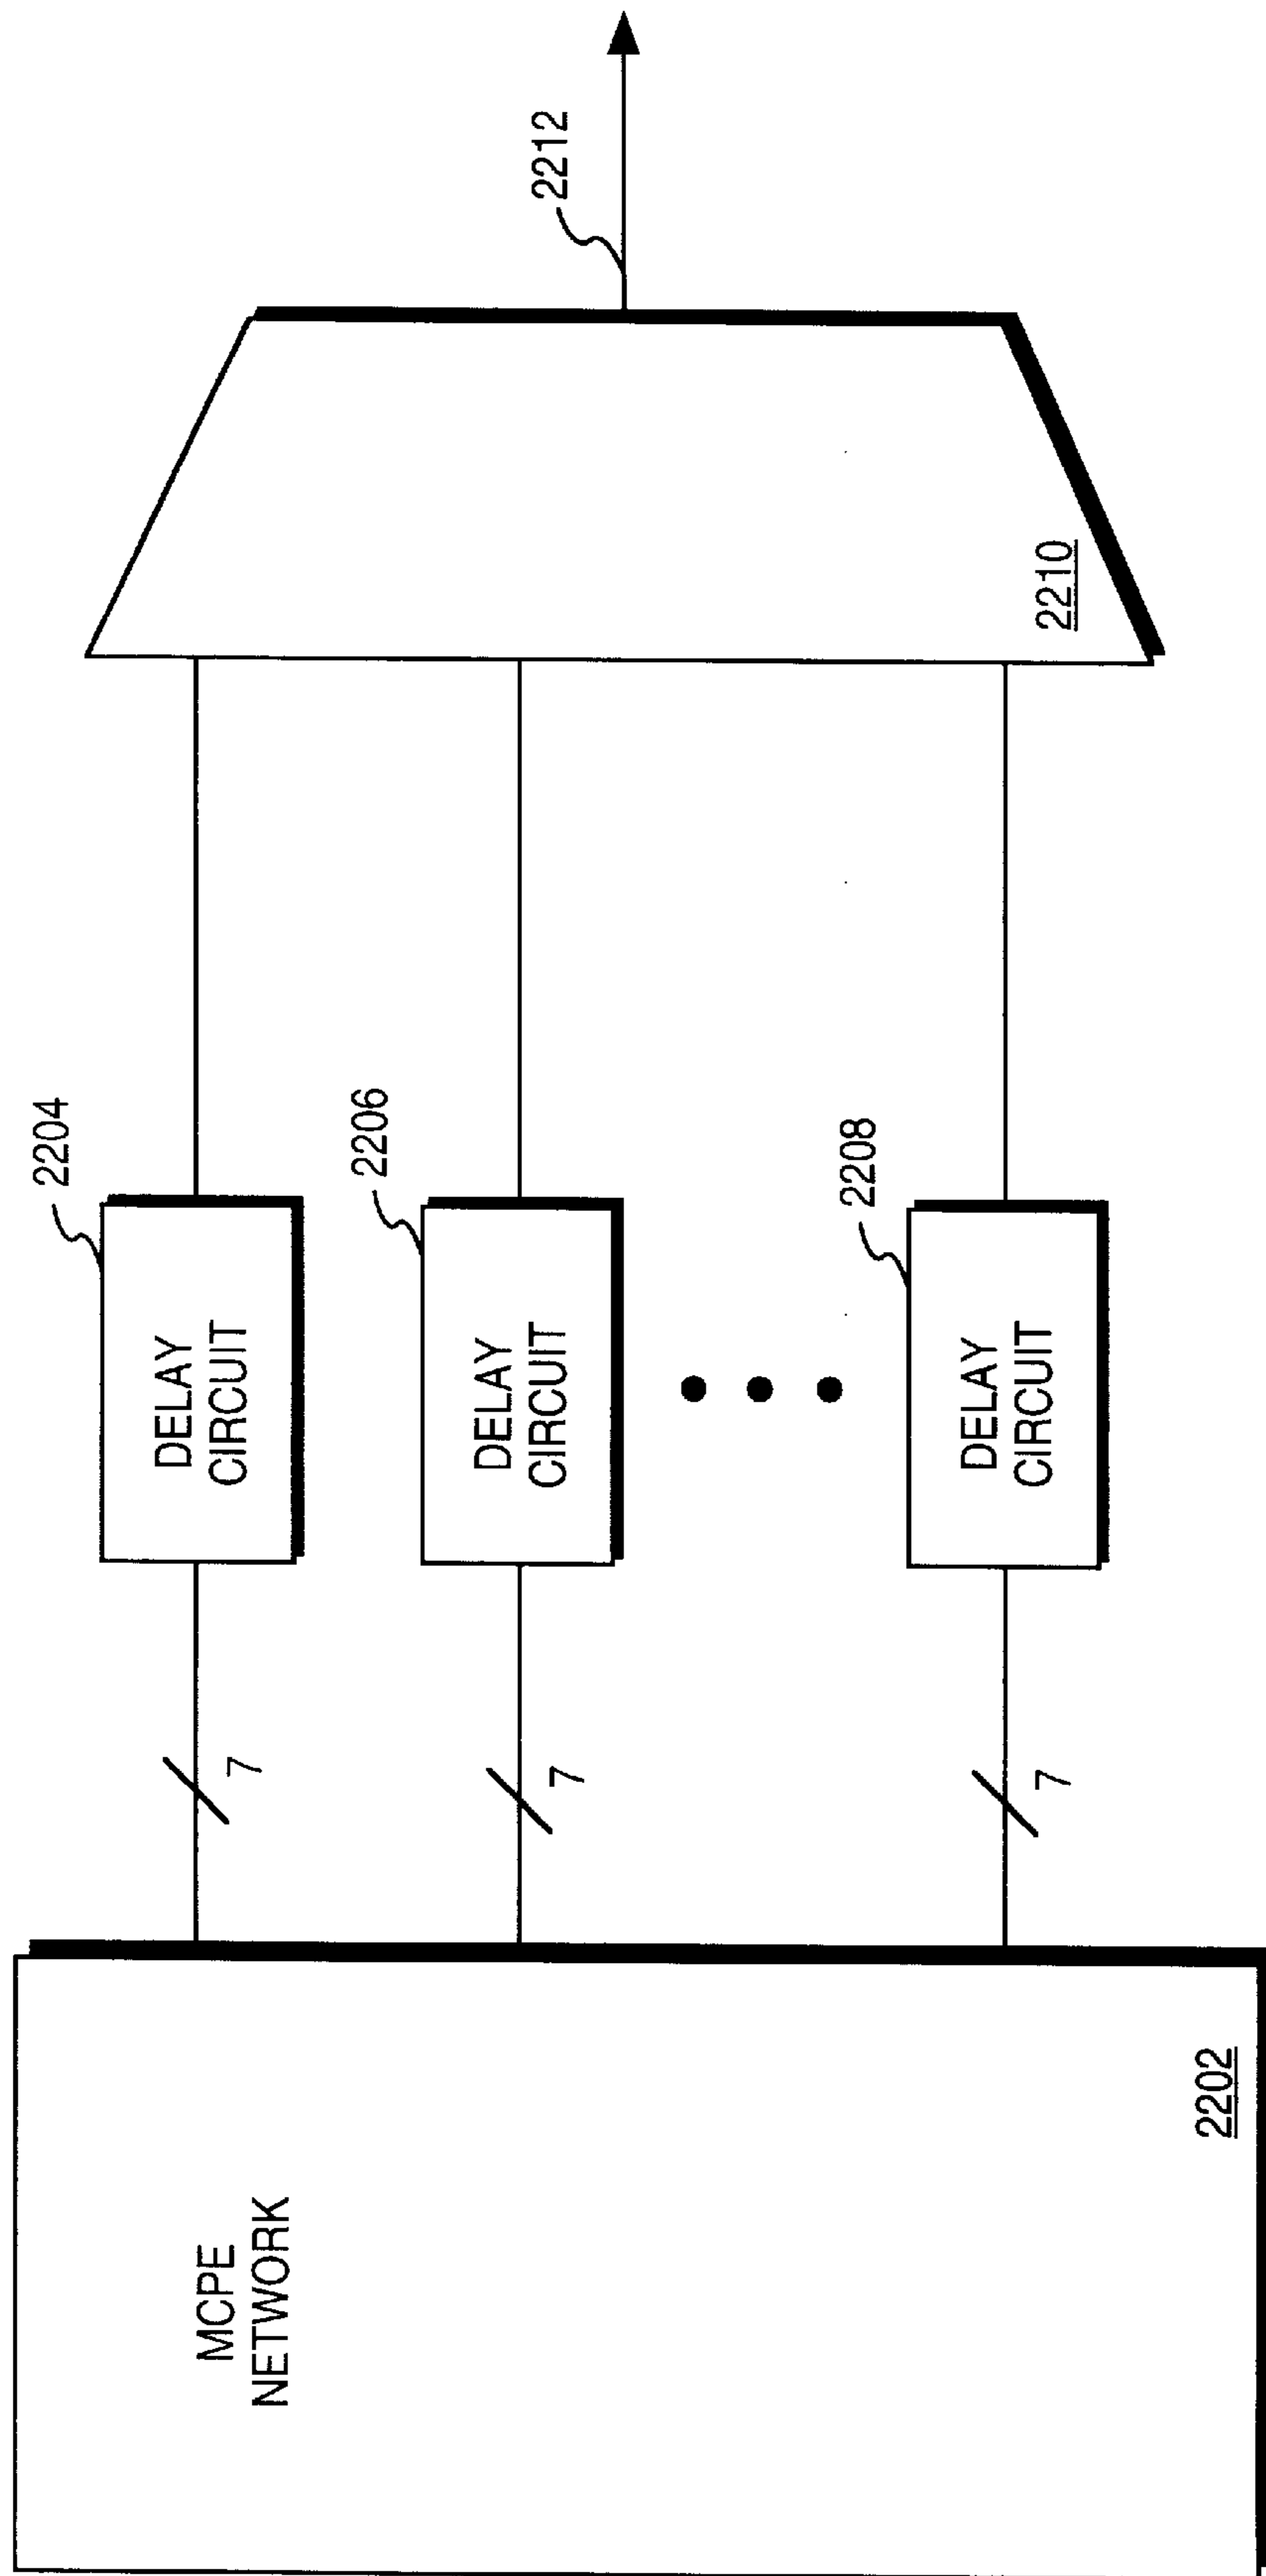 MCPE
NETWORK
2202
7
7
7
DELAY
CIRCUIT
2204
DELAY
CIRCUIT
2206
DELAY
CIRCUIT
2208
2210
2212